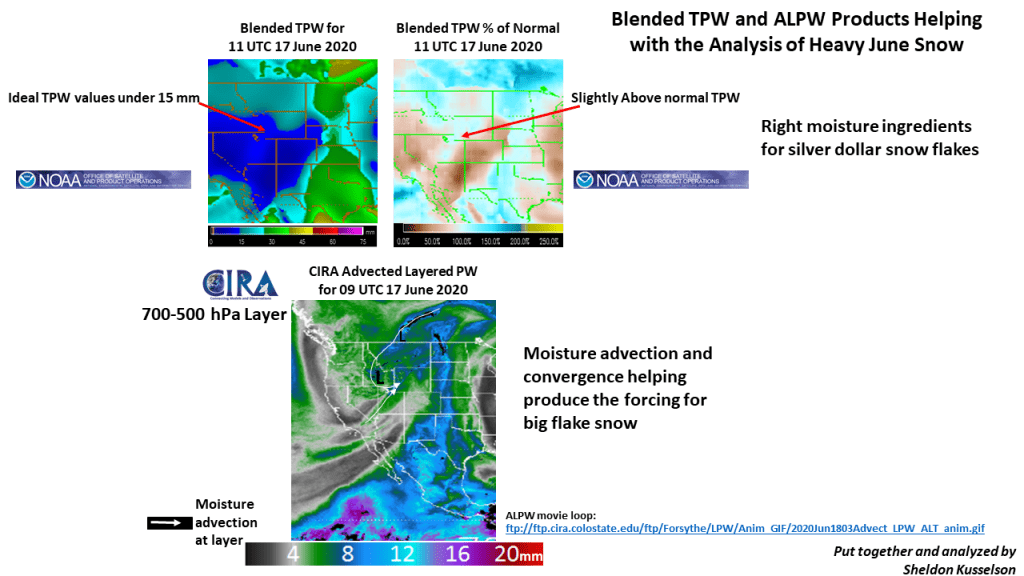 Blended TPW for
11 UTC 17 June 2020
Blended TPW % of Normal
11 UTC 17 June 2020
Blended TPW and ALPW Products Helping
with the Analysis of Heavy June Snow
Ideal TPW values under 15 mm
Slightly Above normal TPW
Right moisture ingredients
for silver dollar snow flakes
NOAA OFFICE OF SATELLITE
AND PRODUCT OPERATIONS
NOAA OFFICE OF SATELLITE
AND PRODUCT OPERATIONS
0 15 30 45 60 75 mm
0.0% 50.0% 100.0% 200.0% 250.0%
CIRA
CIRA Advected Layered PW
for 09 UTC 17 June 2020
700-500 hPa Layer
L
L
Moisture advection and
convergence helping
produce the forcing for
big flake snow
Moisture
advection
at layer
ALPW movie loop:
ftp://ftp.cira.colostate.edu/ftp/Forsythe/LPW/Anim_GIF/2020Jun1803Advect_LPW_ALT_anim.gif
4 8 12 16 20mm
Put together and analyzed by
Sheldon Kusselson